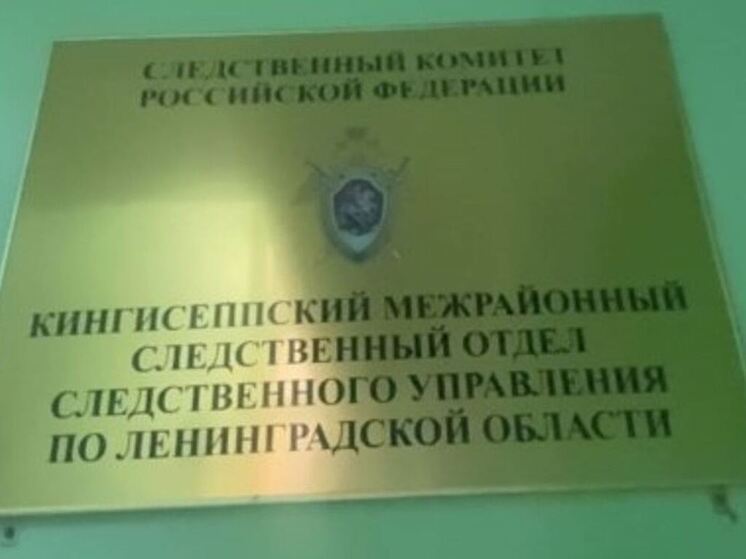 СЛЕДСТВЕННЫЙ КОМИТЕТ
РОССИЙСКОЙ ФЕДЕРАЦИИ
КИНГИСЕППСКИЙ МЕЖРАЙОННЫЙ
СЛЕДСТВЕННЫЙ ОТДЕЛ
СЛЕДСТВЕННОГО УПРАВЛЕНИЯ
ПО ЛЕНИНГРАДСКОЙ ОБЛАСТИ